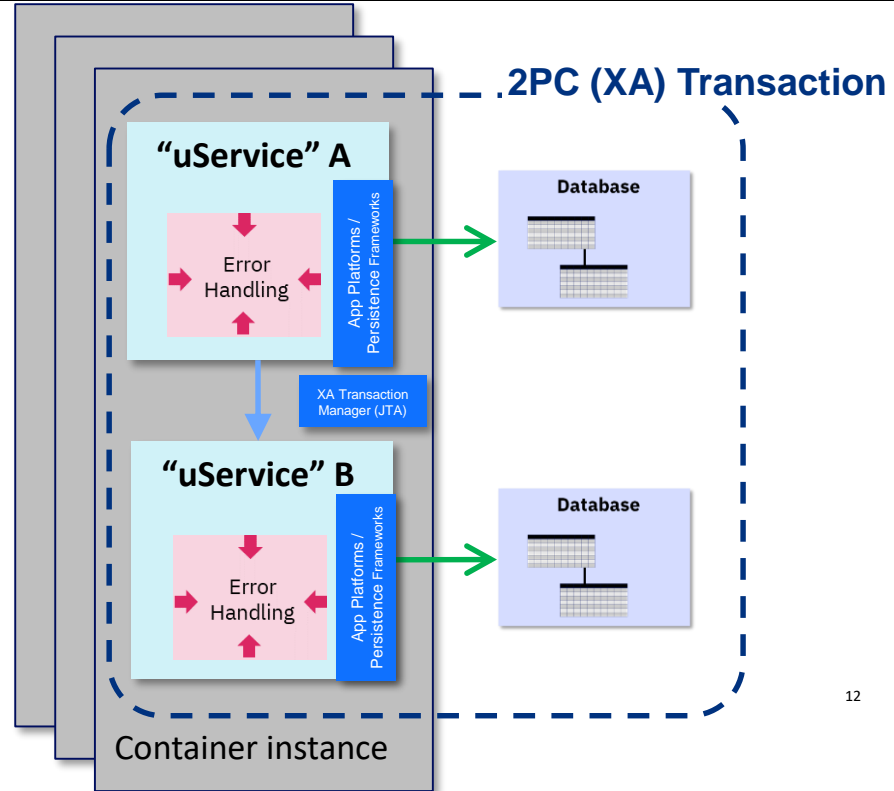 2PC (XA) Transaction
“uService” A
Error
Handling
App Platforms /
Persistence Frameworks
Database
XA Transaction
Manager (JTA)
“uService” B
Error
Handling
App Platforms /
Persistence Frameworks
Database
12
Container instance